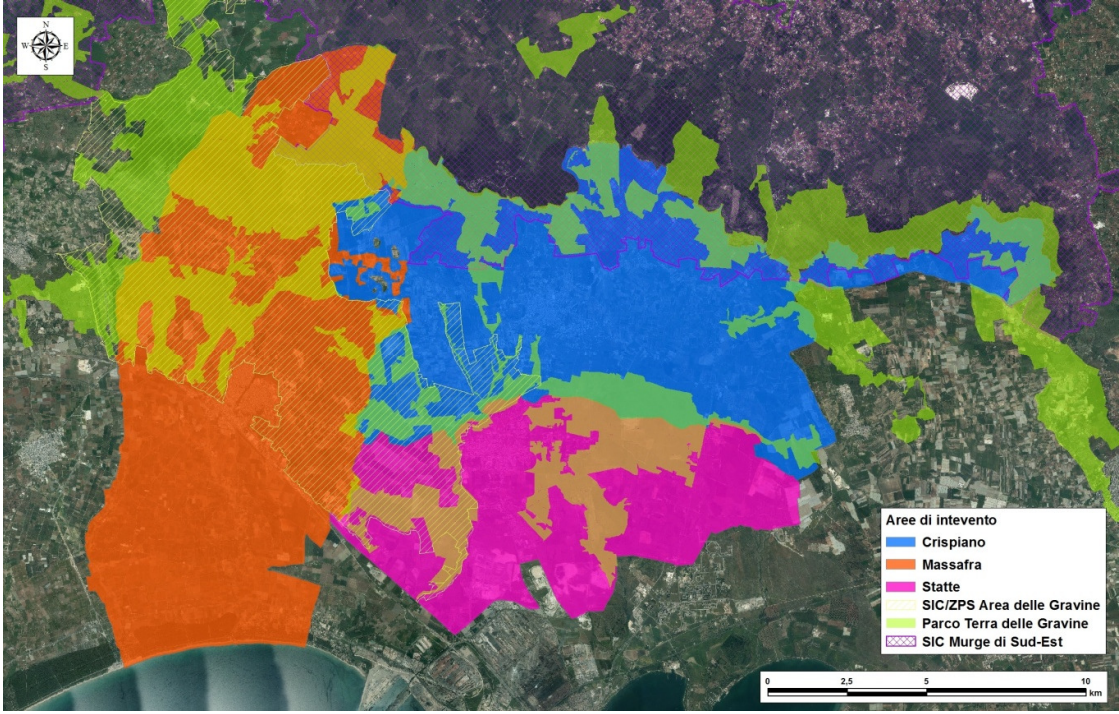 N
W E
S
Aree di intevento
Crispiano
Massafra
Statte
SIC/ZPS Area delle Gravine
Parco Terra delle Gravine
SIC Murge di Sud-Est
0 2,5 5 10
km